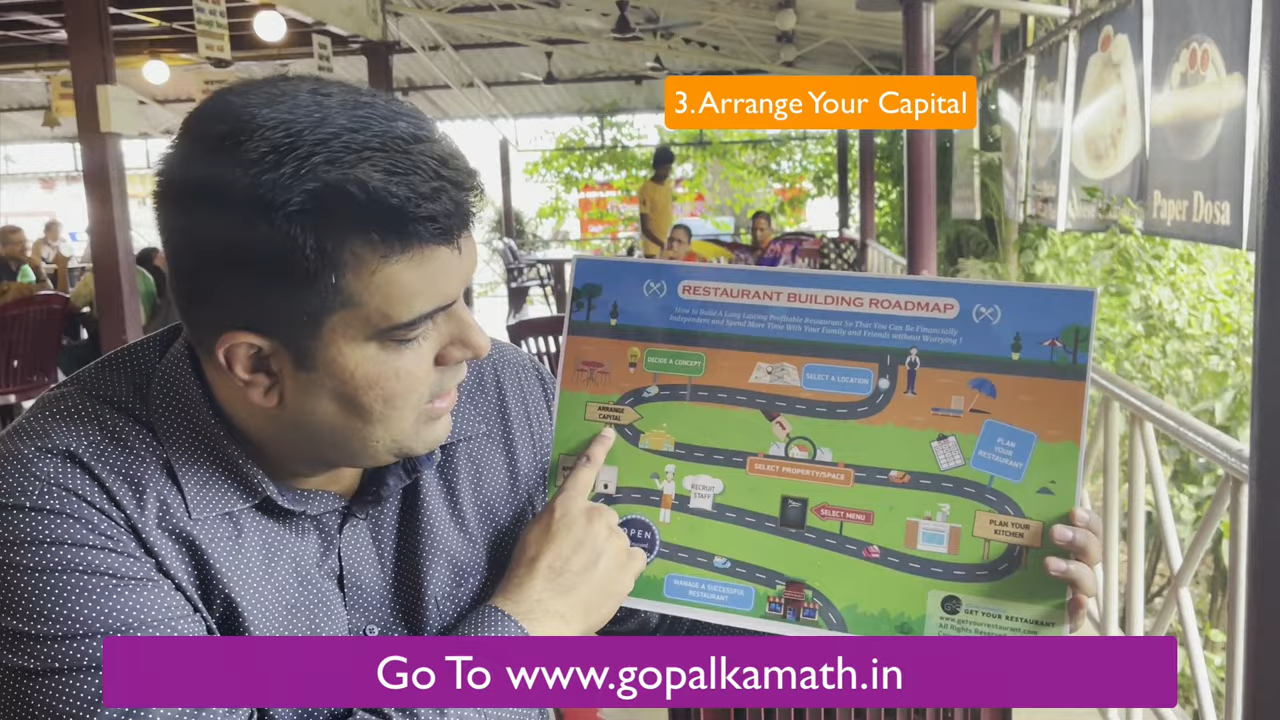 3. Arrange Your Capital
Paper Dosa
RESTAURANT BUILDING ROADMAP
How to Build A Long Lasting Profitable Restaurant So That You Can Be Financially
Independent and Spend More Time With Your Family and Friends without Worrying !
DECIDE A CONCEPT
SELECT A LOCATION
ARRANGE
CAPITAL
PLAN
YOUR
RESTAURANT
SELECT PROPERTY/SPACE
RECRUIT
STAFF
SELECT MENU
PLAN YOUR
KITCHEN
OPEN
MANAGE A SUCCESSFUL
RESTAURANT
GET YOUR RESTAURANT
www.getyourrestaurant.com
All Rights Reserved
Go To www.gopalkamath.in